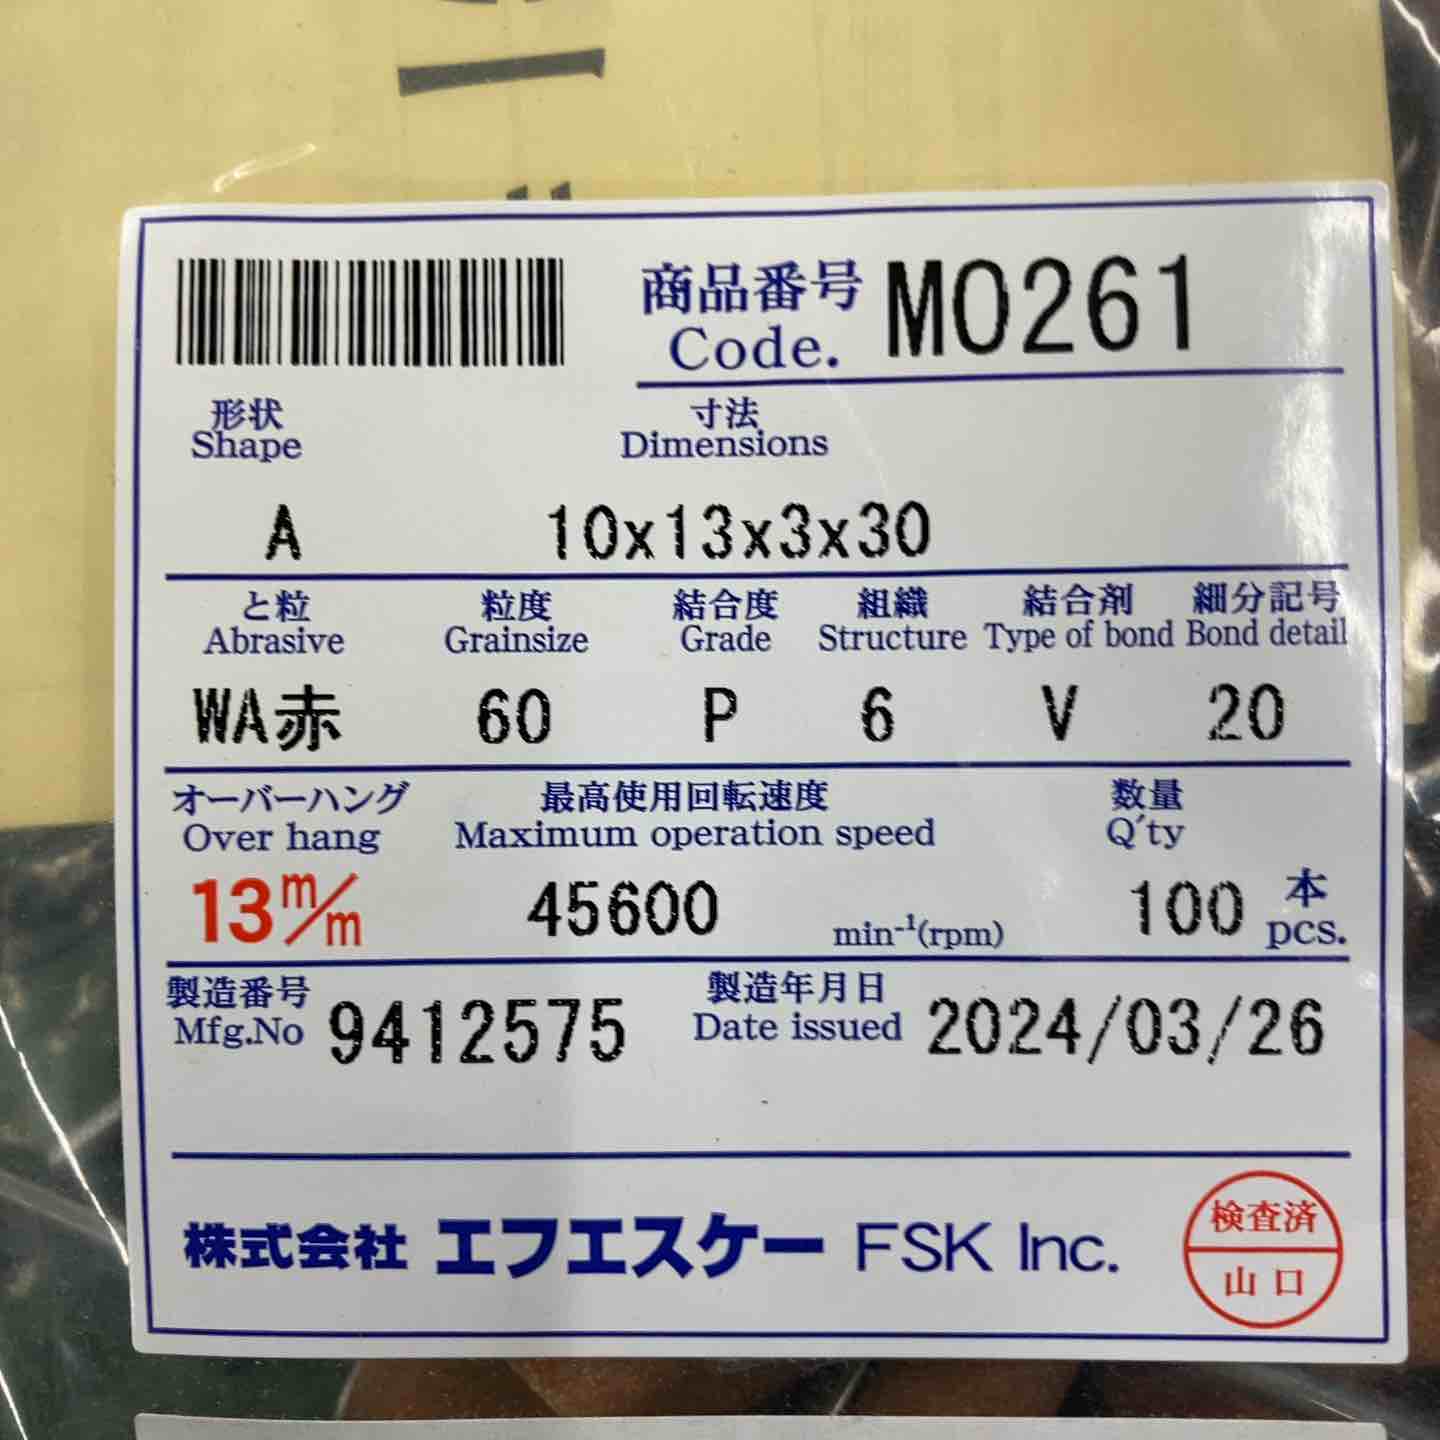 商品番号 MO261
Code.
形状 寸法
Shape Dimensions
A 10x13x3x30
と粒 粒度 結合度 組織 結合剤 細分記号
Abrasive Grainsize Grade Structure Type of bond Bond detail
WA赤 60 P 6 V 20
オーバーハング 最高使用回転速度 数量
Over hang Maximum operation speed Q'ty
13m/m 45600 min⁻¹(rpm) 100 本
pcs.
製造番号 9412575 製造年月日 2024/03/26
Mfg.No Date issued
株式会社 エフエスケー FSK Inc.
検査済
山口